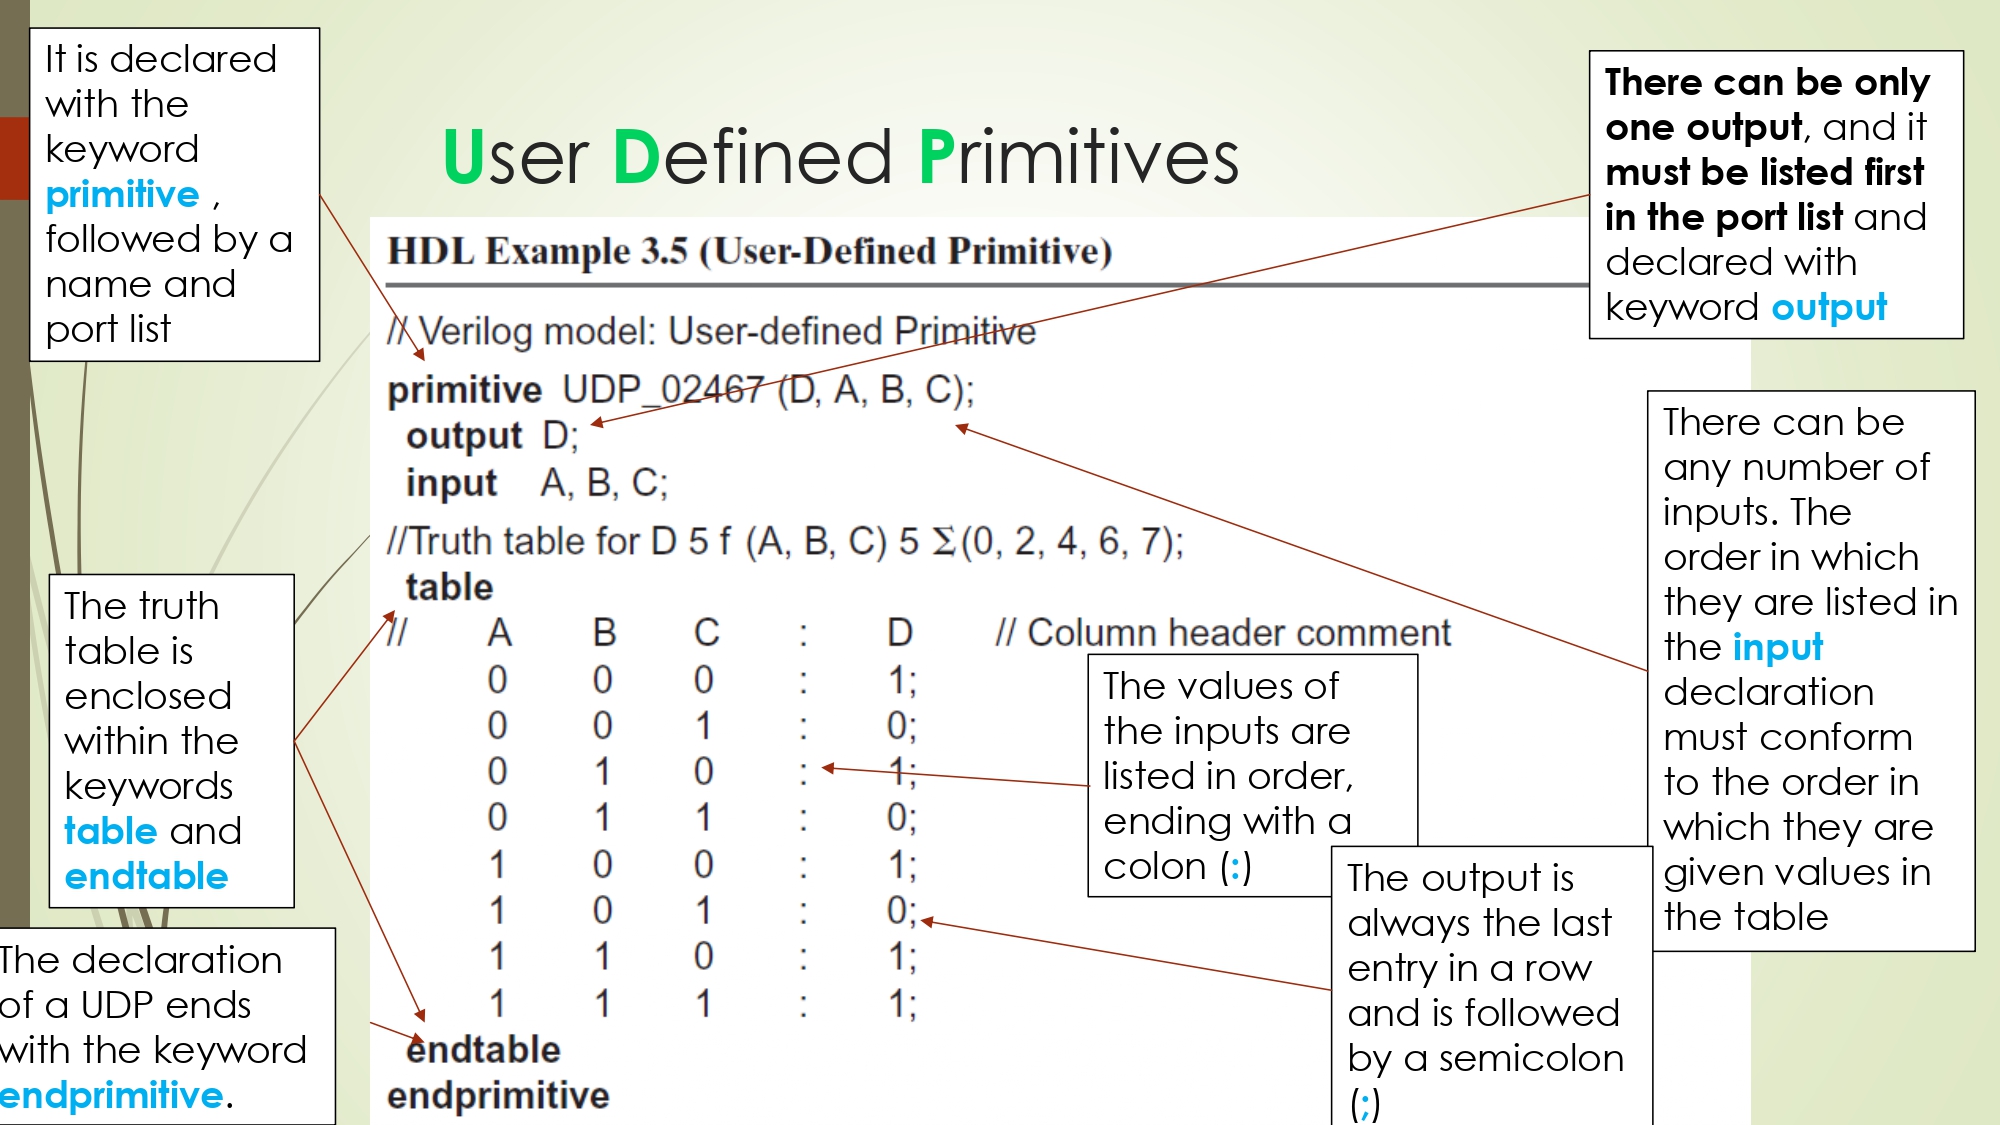 It is declared
with the
keyword
primitive ,
followed by a
name and
port list
User Defined Primitives
There can be only
one output, and it
must be listed first
in the port list and
declared with
keyword output
HDL Example 3.5 (User-Defined Primitive)
// Verilog model: User-defined Primitive
primitive UDP_02467 (D, A, B, C);
output D;
input A, B, C;
//Truth table for D 5 f (A, B, C) 5 Σ(0, 2, 4, 6, 7);
table
// A B C : D // Column header comment
0 0 0 : 1;
0 0 1 : 0;
0 1 0 : 1;
0 1 1 : 0;
1 0 0 : 1;
1 0 1 : 0;
1 1 0 : 1;
1 1 1 : 1;
endtable
endprimitive
There can be
any number of
inputs. The
order in which
they are listed in
the input
declaration
must conform
to the order in
which they are
given values in
the table
The truth
table is
enclosed
within the
keywords
table and
endtable
The values of
the inputs are
listed in order,
ending with a
colon (:)
The output is
always the last
entry in a row
and is followed
by a semicolon
(;)
The declaration
of a UDP ends
with the keyword
endprimitive.